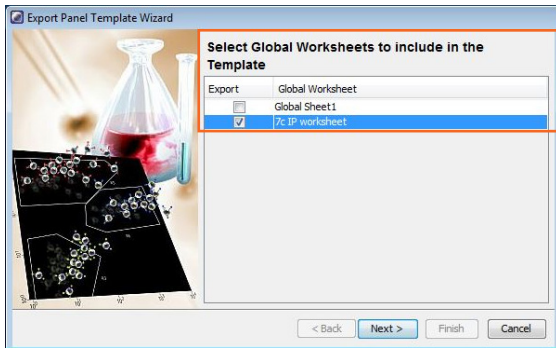 Export Panel Template Wizard
Select Global Worksheets to include in the
Template
Export Global Worksheet
Global Sheet1
7c IP worksheet
< Back Next > Finish Cancel